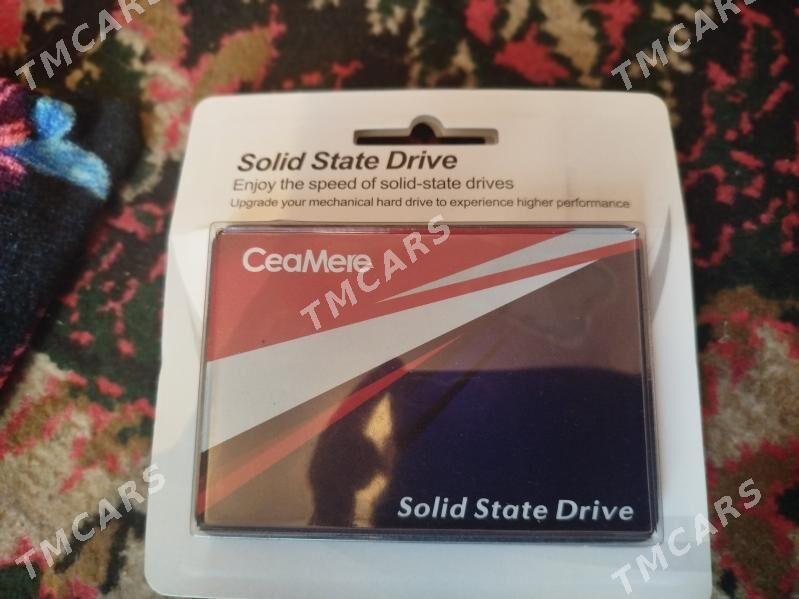 TMCARS
TMCARS
Solid State Drive
Enjoy the speed of solid-state drives
Upgrade your mechanical hard drive to experience higher performance
CeaMere
TMCARS
Solid State Drive
TMCARS
TMCARS